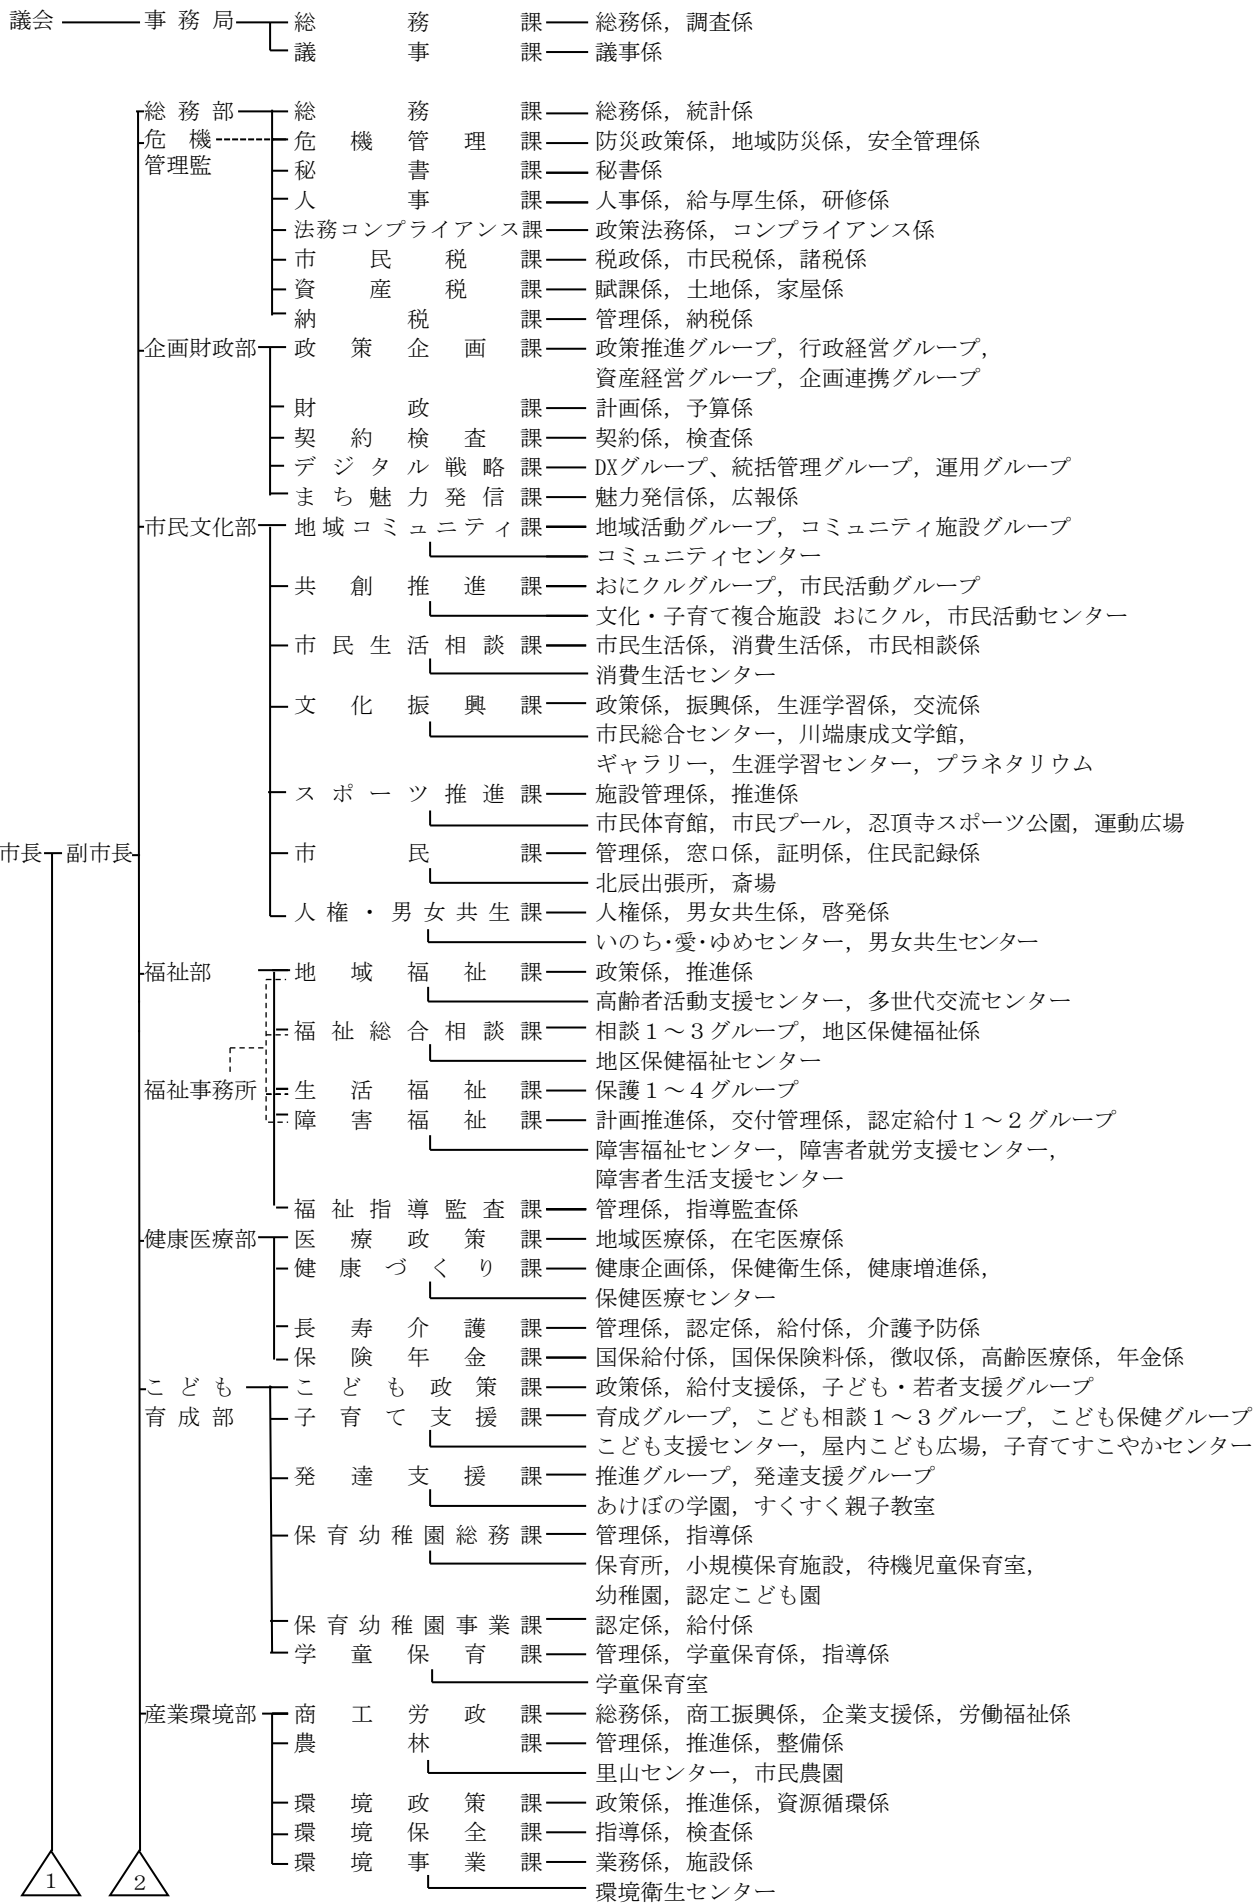 議会 事務局 総務課 総務係，調査係
議事課 議事係
総務部 総務課 総務係，統計係
危機 危機管理課 防災政策係，地域防災係，安全管理係
管理監 秘書課 秘書係
人事課 人事係，給与厚生係，研修係
法務コンプライアンス課 政策法務係，コンプライアンス係
市民税課 税政係，市民税係，諸税係
資産税課 賦課係，土地係，家屋係
納税課 管理係，納税係
企画財政部 政策企画課 政策推進グループ，行政経営グループ，
資産経営グループ，企画連携グループ
財政課 計画係，予算係
契約検査課 契約係，検査係
デジタル戦略課 DXグループ、統括管理グループ，運用グループ
まち魅力発信課 魅力発信係，広報係
市民文化部 地域コミュニティ課 地域活動グループ，コミュニティ施設グループ
コミュニティセンター
共創推進課 おにクルグループ，市民活動グループ
文化・子育て複合施設 おにクル，市民活動センター
市民生活相談課 市民生活係，消費生活係，市民相談係
消費生活センター
文化振興課 政策係，振興係，生涯学習係，交流係
市民総合センター，川端康成文学館，
ギャラリー，生涯学習センター，プラネタリウム
スポーツ推進課 施設管理係，推進係
市民体育館，市民プール，忍頂寺スポーツ公園，運動広場
市長 副市長 市民課 管理係，窓口係，証明係，住民記録係
北辰出張所，斎場
人権・男女共生課 人権係，男女共生係，啓発係
いのち・愛・ゆめセンター，男女共生センター
福祉部 地域福祉課 政策係，推進係
高齢者活動支援センター，多世代交流センター
福祉総合相談課 相談１～３グループ，地区保健福祉係
地区保健福祉センター
福祉事務所 生活福祉課 保護１～４グループ
障害福祉課 計画推進係，交付管理係，認定給付１～２グループ
障害福祉センター，障害者就労支援センター，
障害者生活支援センター
福祉指導監査課 管理係，指導監査係
健康医療部 医療政策課 地域医療係，在宅医療係
健康づくり課 健康企画係，保健衛生係，健康増進係，
保健医療センター
長寿介護課 管理係，認定係，給付係，介護予防係
保険年金課 国保給付係，国保保険料係，徴収係，高齢医療係，年金係
こども こども政策課 政策係，給付支援係，子ども・若者支援グループ
育成部 子育て支援課 育成グループ，こども相談１～３グループ，こども保健グループ
こども支援センター，屋内こども広場，子育てすこやかセンター
発達支援課 推進グループ，発達支援グループ
あけぼの学園，すくすく親子教室
保育幼稚園総務課 管理係，指導係
保育所，小規模保育施設，待機児童保育室，
幼稚園，認定こども園
保育幼稚園事業課 認定係，給付係
学童保育課 管理係，学童保育係，指導係
学童保育室
産業環境部 商工労政課 総務係，商工振興係，企業支援係，労働福祉係
農林課 管理係，推進係，整備係
里山センター，市民農園
環境政策課 政策係，推進係，資源循環係
環境保全課 指導係，検査係
1 2 環境事業課 業務係，施設係
環境衛生センター